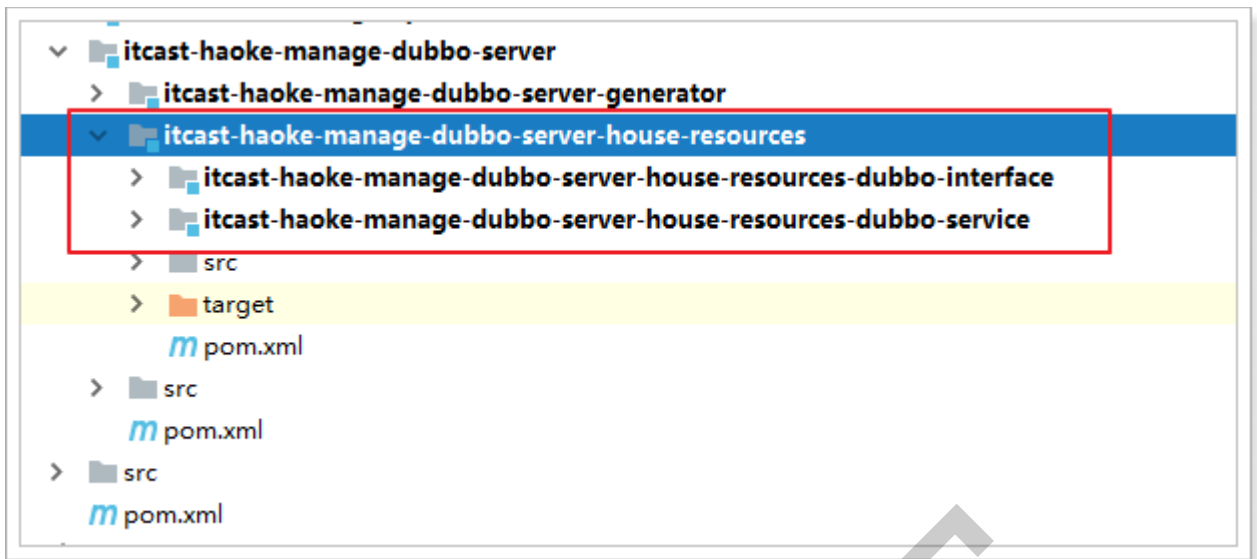 itcast-haoke-manage-dubbo-server
itcast-haoke-manage-dubbo-server-generator
itcast-haoke-manage-dubbo-server-house-resources
itcast-haoke-manage-dubbo-server-house-resources-dubbo-interface
itcast-haoke-manage-dubbo-server-house-resources-dubbo-service
src
target
m pom.xml
src
m pom.xml
src
m pom.xml